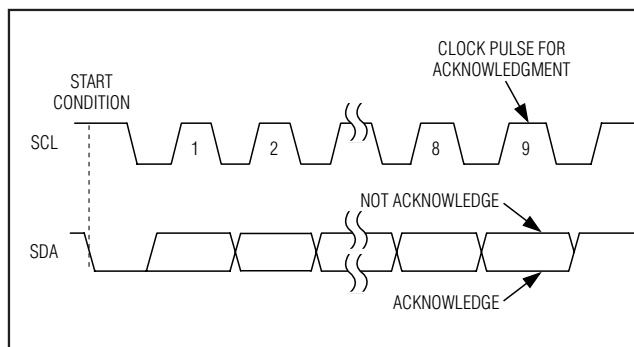 CLOCK PULSE FOR
ACKNOWLEDGMENT
START
CONDITION
SCL
1
2
8
9
NOT ACKNOWLEDGE
SDA
ACKNOWLEDGE